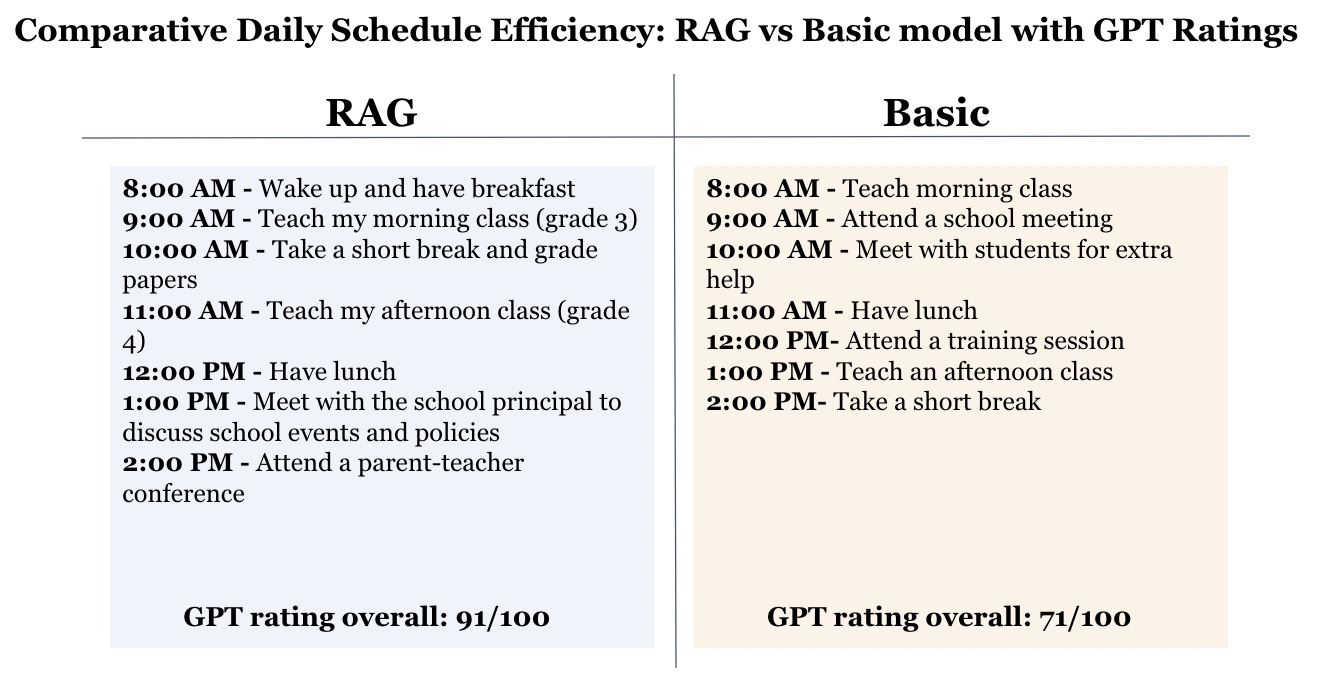 Comparative Daily Schedule Efficiency: RAG vs Basic model with GPT Ratings
RAG
8:00 AM - Wake up and have breakfast
9:00 AM - Teach my morning class (grade 3)
10:00 AM - Take a short break and grade
papers
11:00 AM - Teach my afternoon class (grade
4)
12:00 PM - Have lunch
1:00 PM - Meet with the school principal to
discuss school events and policies
2:00 PM - Attend a parent-teacher
conference
GPT rating overall: 91/100
Basic
8:00 AM - Teach morning class
9:00 AM - Attend a school meeting
10:00 AM - Meet with students for extra
help
11:00 AM - Have lunch
12:00 PM- Attend a training session
1:00 PM - Teach an afternoon class
2:00 PM- Take a short break
GPT rating overall: 71/100